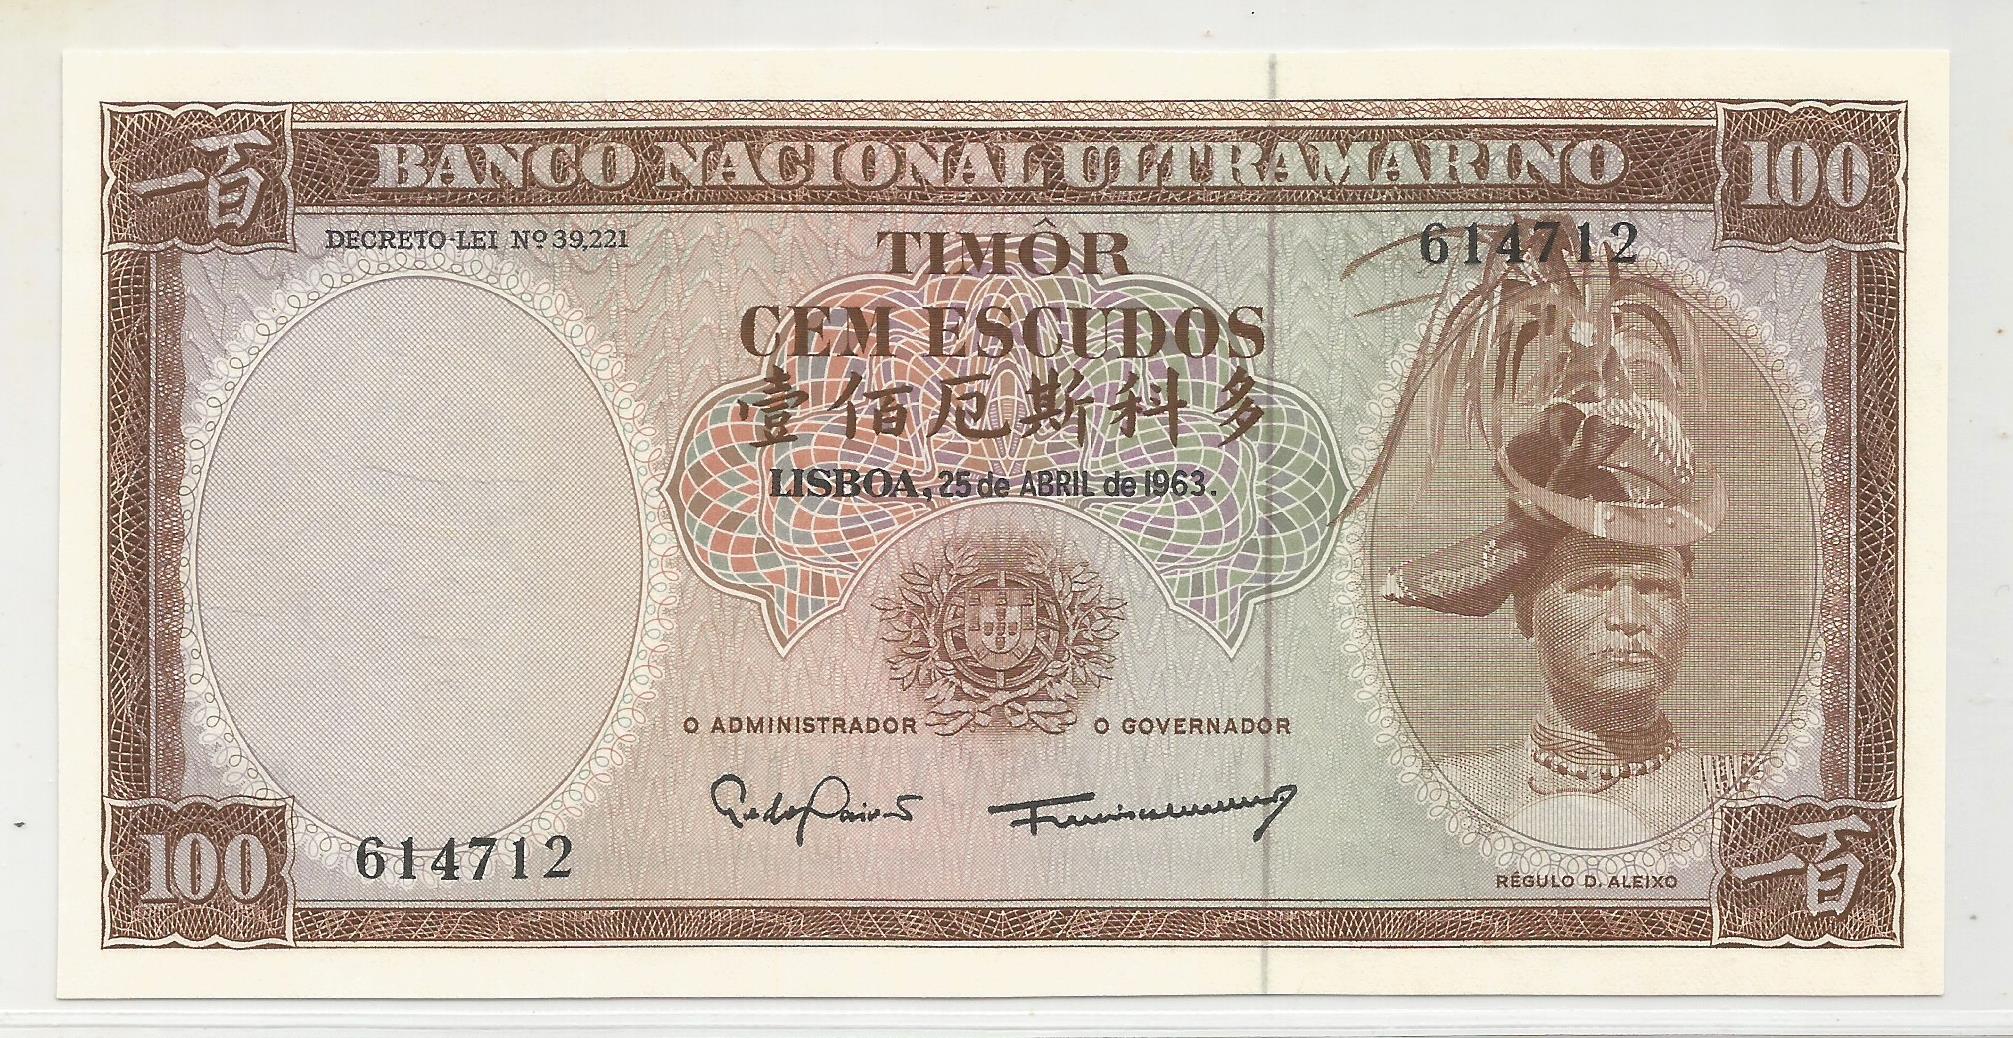 一百
BANCO NACIONAL ULTRAMARINO
100
DECRETO-LEI Nº 39,221
TIMÔR
614712
CEM ESCUDOS
壹佰厄斯科多
LISBOA, 25 de ABRIL de 1963.
O ADMINISTRADOR
O GOVERNADOR
100
614712
RÉGULO D. ALEIXO
一百